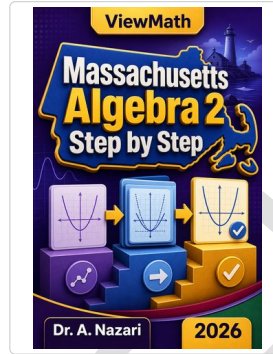 ViewMath
Massachusetts
Algebra 2
Step by Step
Dr. A. Nazari
2026